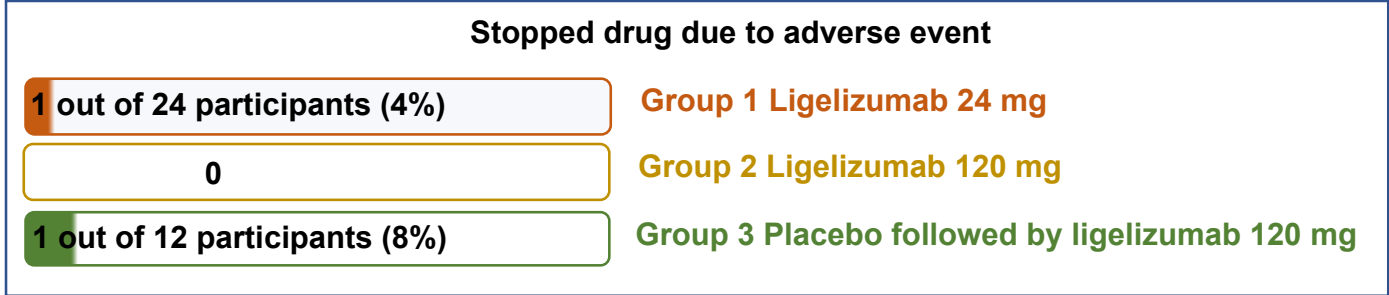 Stopped drug due to adverse event
1 out of 24 participants (4%) Group 1 Ligelizumab 24 mg
0 Group 2 Ligelizumab 120 mg
1 out of 12 participants (8%) Group 3 Placebo followed by ligelizumab 120 mg